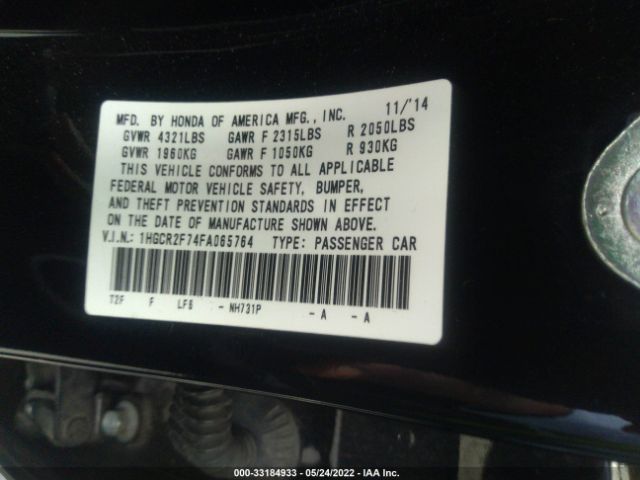 MFD. BY HONDA OF AMERICA MFG., INC. 11/'14
GVWR 4321LBS GAWR F 2315LBS R 2050LBS
GVWR 1960KG GAWR F 1050KG R 930KG
THIS VEHICLE CONFORMS TO ALL APPLICABLE
FEDERAL MOTOR VEHICLE SAFETY, BUMPER,
AND THEFT PREVENTION STANDARDS IN EFFECT
ON THE DATE OF MANUFACTURE SHOWN ABOVE.
V.I.N.: 1HGCR2F74FA065764 TYPE: PASSENGER CAR
T2F F LFS - NH731P - A - A
000-33184933 - 05/24/2022 - IAA Inc.